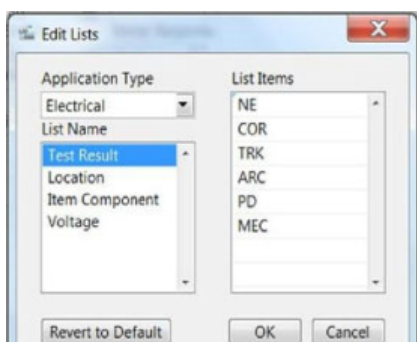 Edit Lists
Application Type
Electrical
List Name
Test Result
Location
Item Component
Voltage
List Items
NE
COR
TRK
ARC
PD
MEC
Revert to Default
OK
Cancel